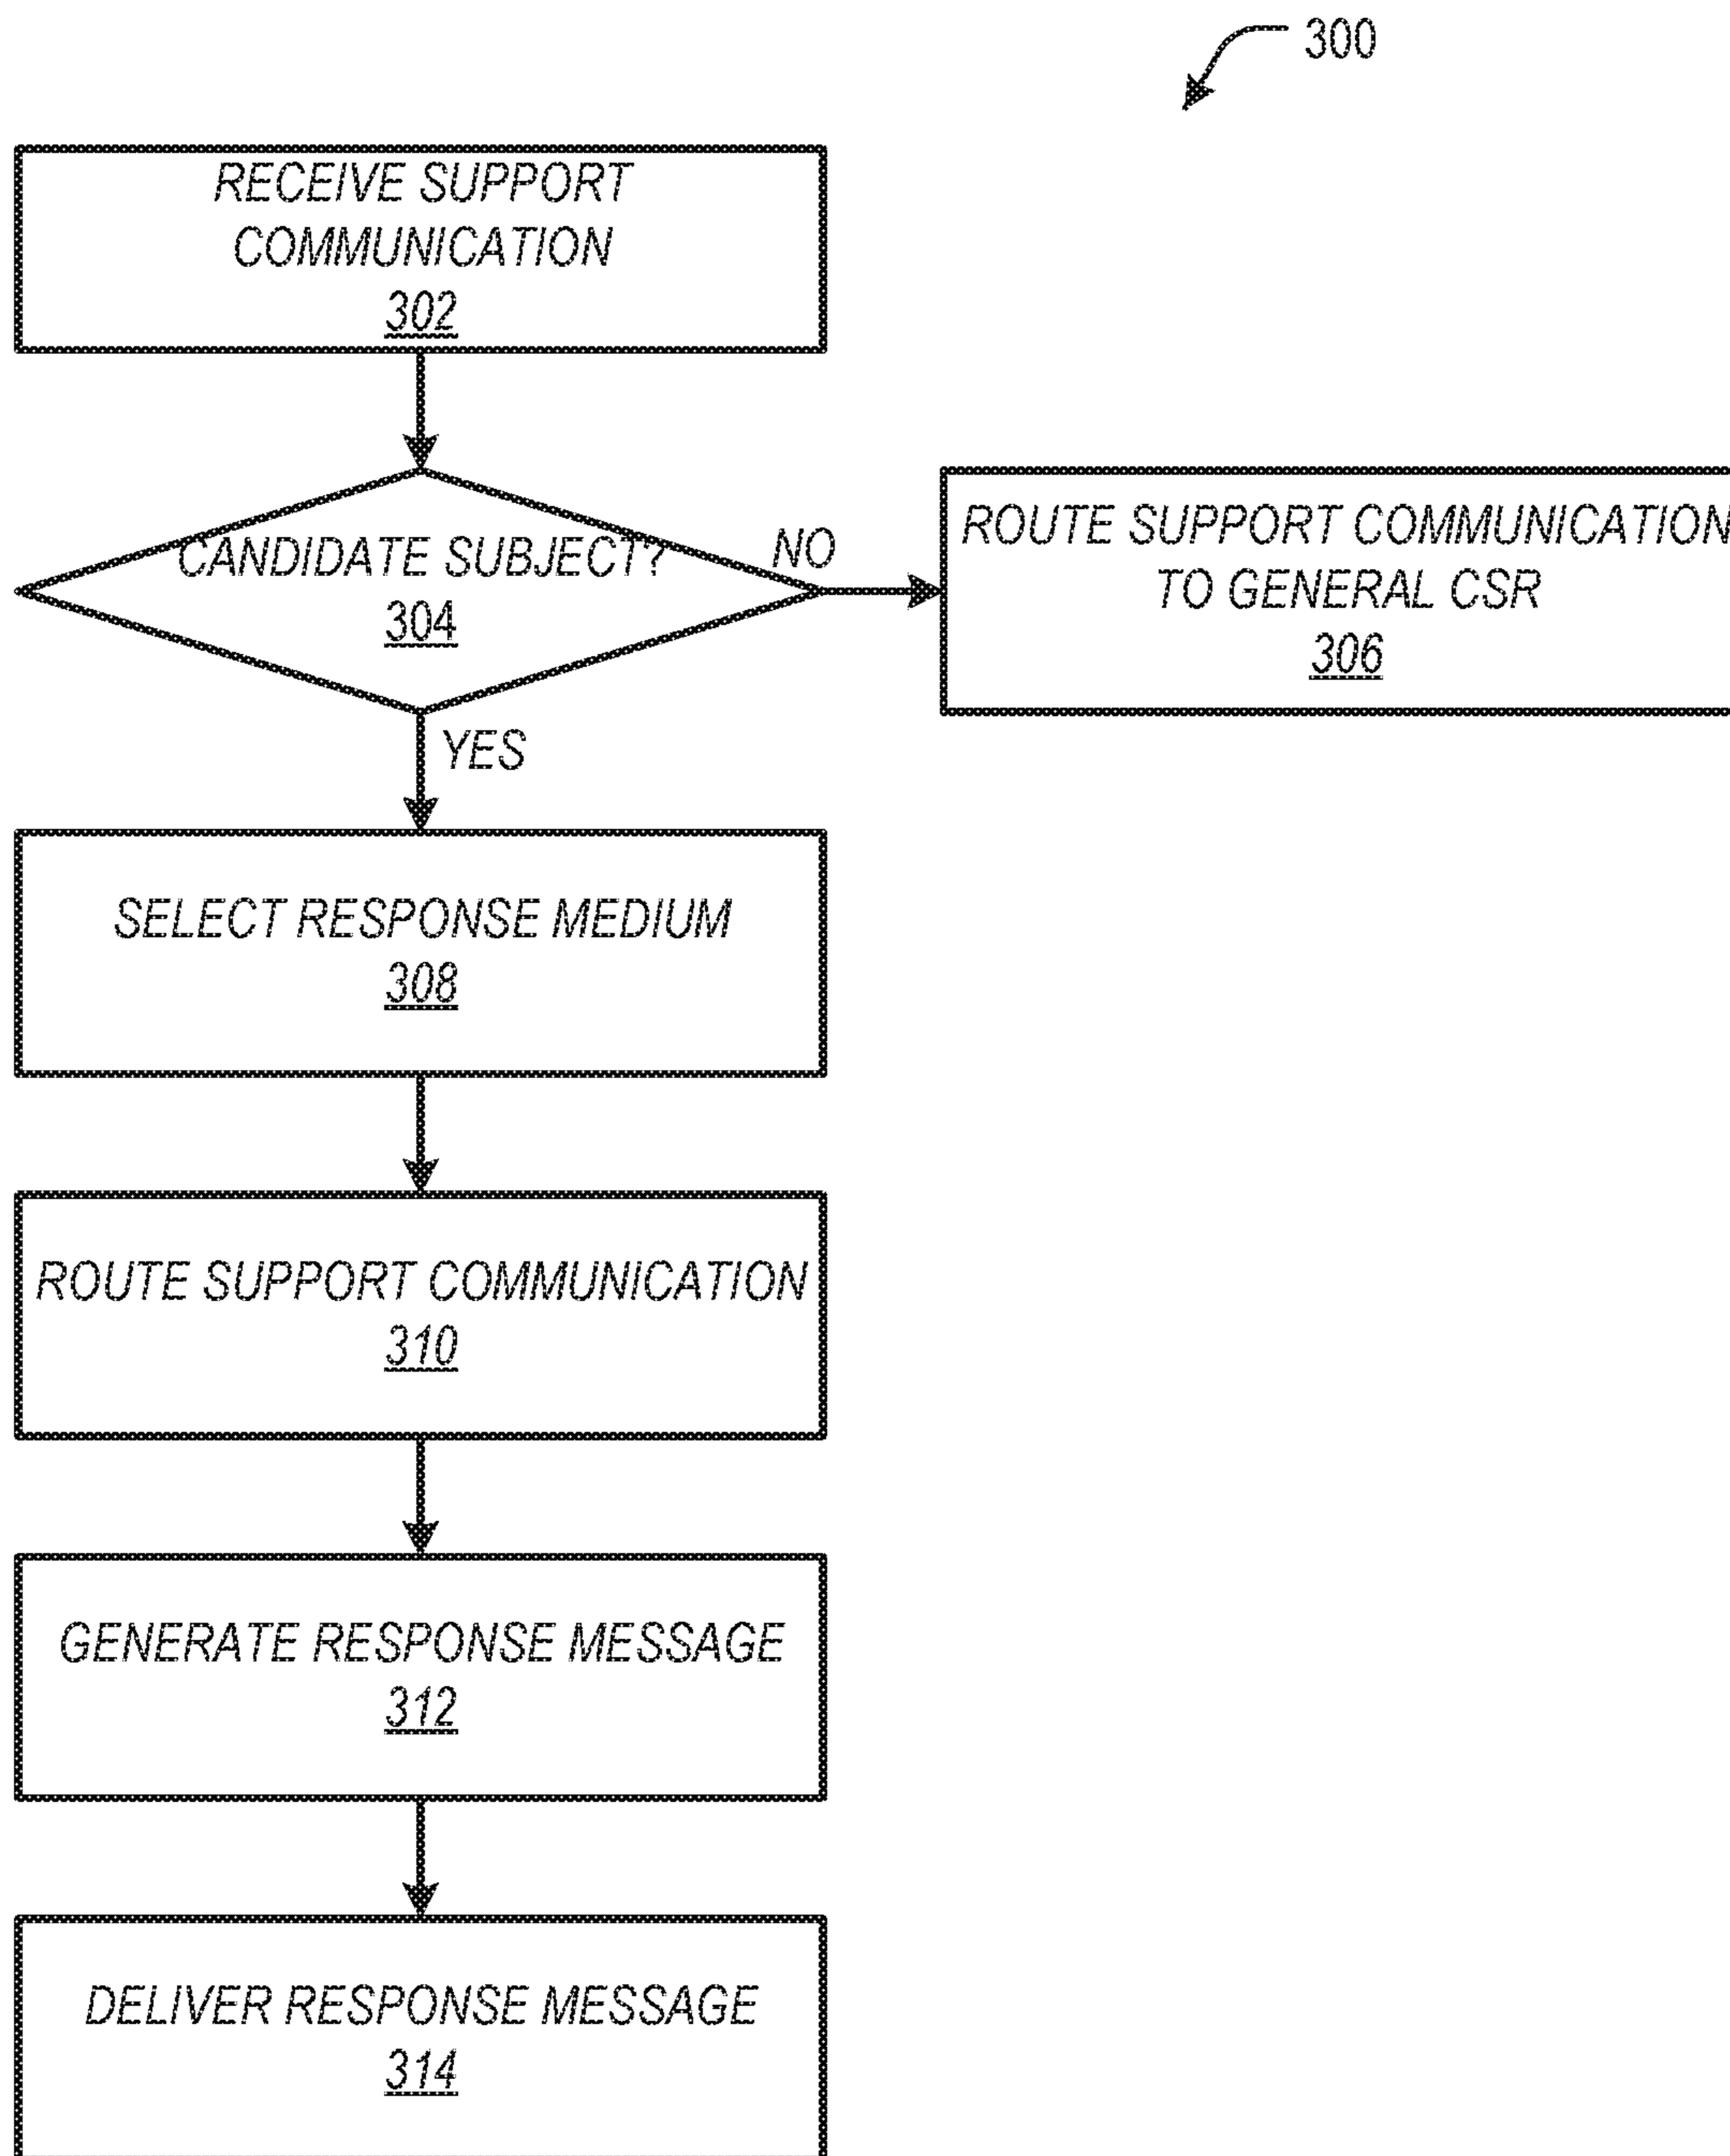 300
RECEIVE SUPPORT
COMMUNICATION
302
CANDIDATE SUBJECT?
304
NO
ROUTE SUPPORT COMMUNICATION
TO GENERAL CSR
306
YES
SELECT RESPONSE MEDIUM
308
ROUTE SUPPORT COMMUNICATION
310
GENERATE RESPONSE MESSAGE
312
DELIVER RESPONSE MESSAGE
314